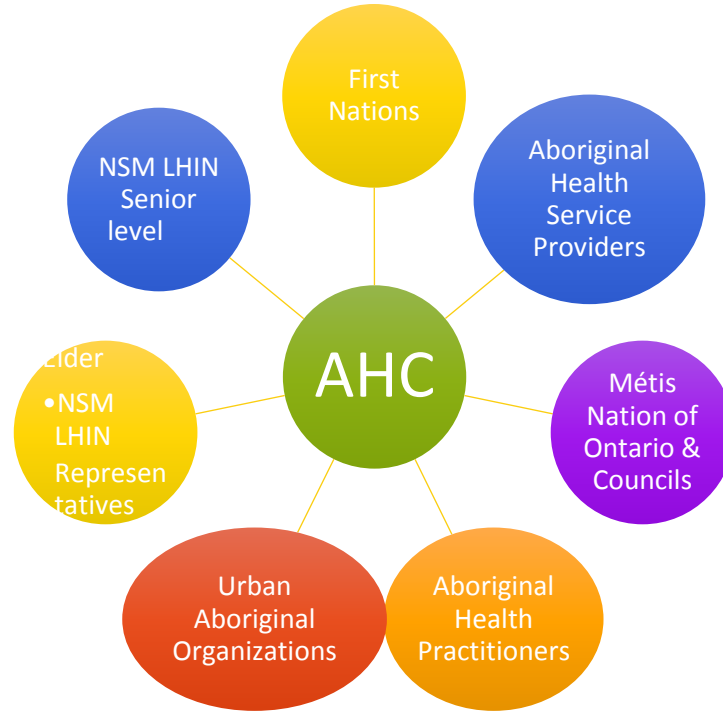 First
Nations
NSM LHIN
Senior
level
Aboriginal
Health
Service
Providers
AHC
Elder
•NSM
LHIN
Represen
tatives
Métis
Nation of
Ontario &
Councils
Urban
Aboriginal
Organizations
Aboriginal
Health
Practitioners